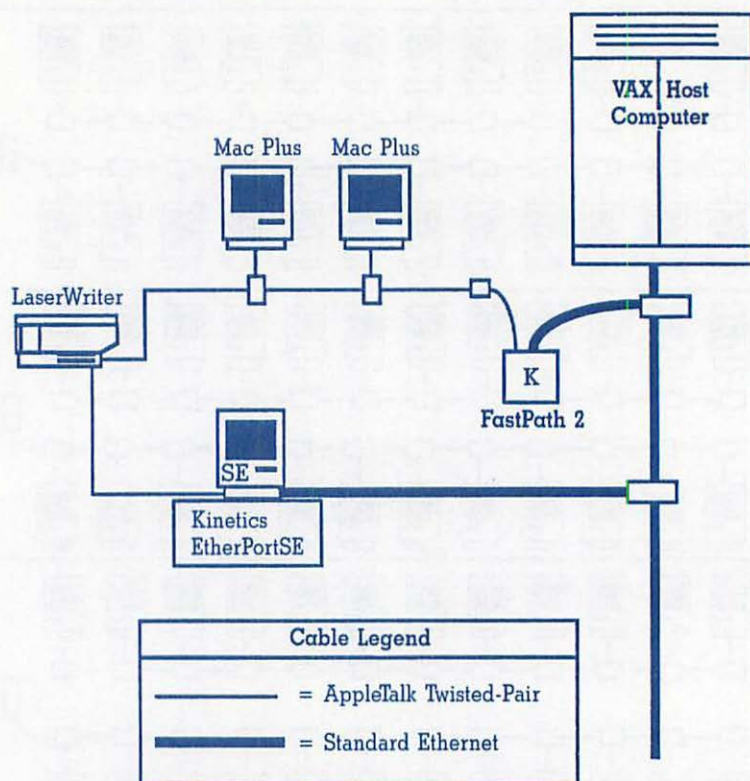 VAX Host
Computer
Mac Plus
Mac Plus
LaserWriter
K
FastPath 2
SE
Kinetics
EtherPortSE
Cable Legend
= AppleTalk Twisted-Pair
= Standard Ethernet